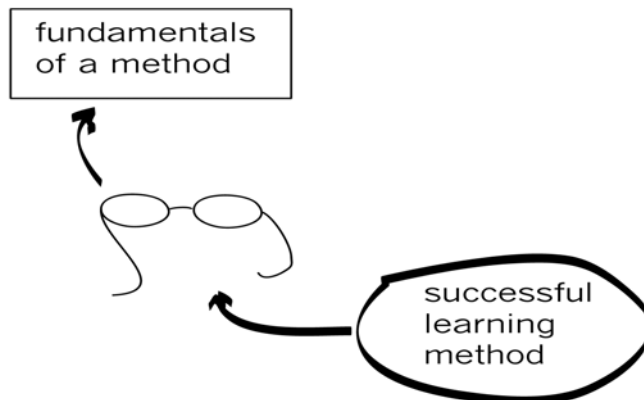 fundamentals
of a method
successful
learning
method